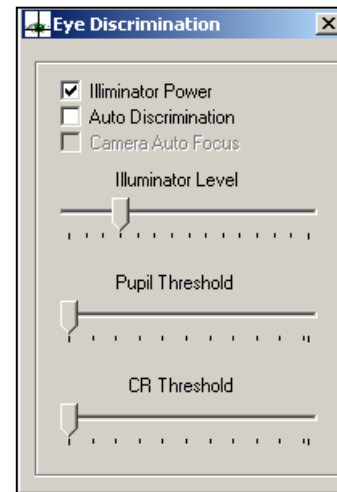 Eye Discrimination
Illiminator Power
Auto Discrimination
Camera Auto Focus
Illuminator Level
Pupil Threshold
CR Threshold